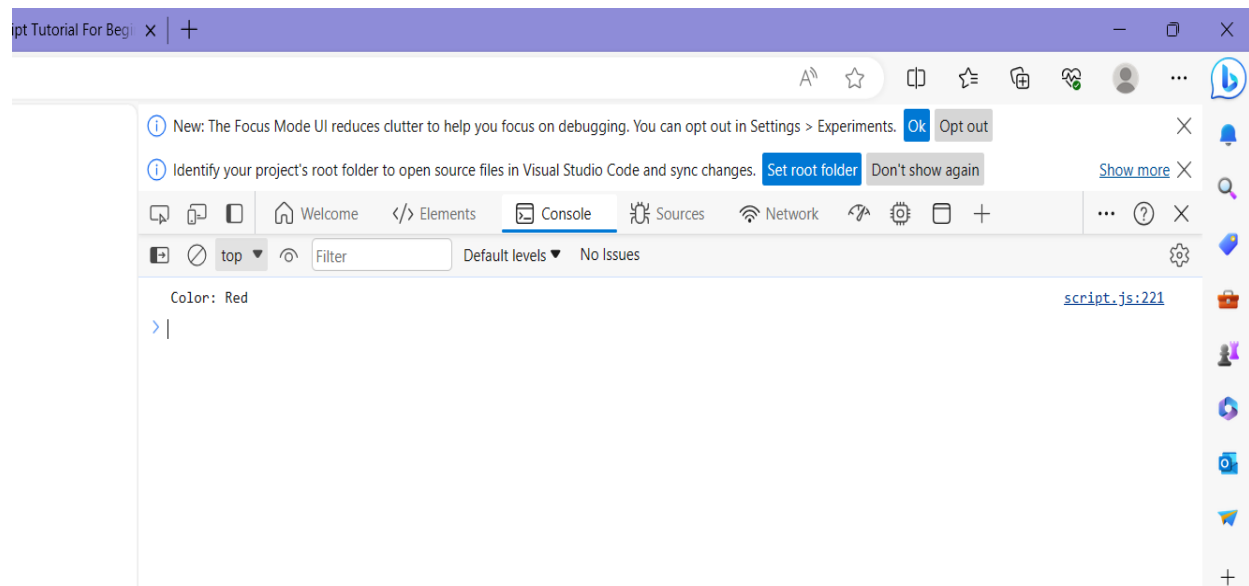 ipt Tutorial For Begi
New: The Focus Mode UI reduces clutter to help you focus on debugging. You can opt out in Settings > Experiments. Ok Opt out
Identify your project's root folder to open source files in Visual Studio Code and sync changes. Set root folder Don't show again Show more
Welcome </> Elements Console Sources Network
top Filter Default levels No Issues
Color: Red script.js:221
>